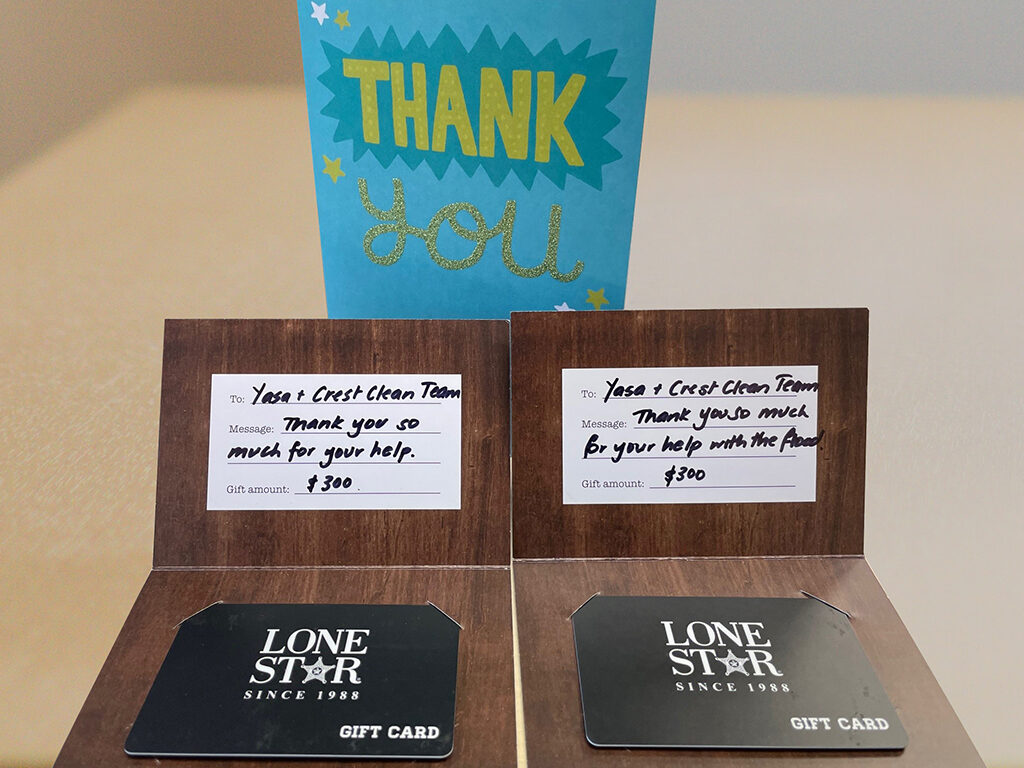 THANK
you
To: Yasa + Crest Clean Team
Message: Thank you so
much for your help.
Gift amount: $300
To: Yasa + Crest Clean Team
Message: Thank you so much
for your help with the flood.
Gift amount: $300
LONE
STAR
SINCE 1988
GIFT CARD
LONE
STAR
SINCE 1988
GIFT CARD